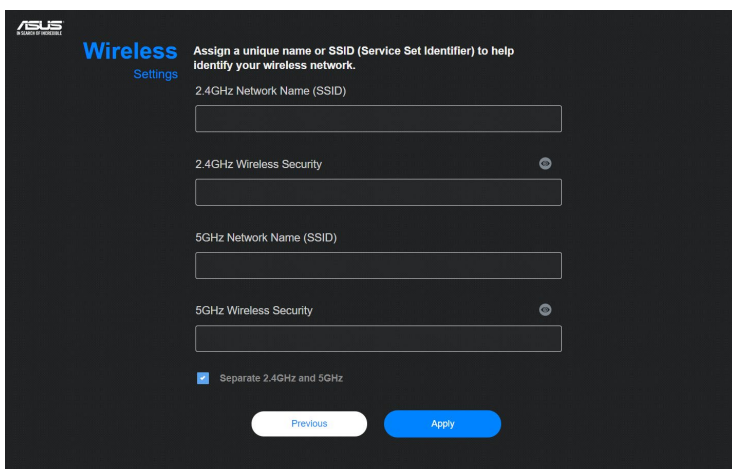 ASUS
IN SEARCH OF INCREDIBLE
Wireless
Settings
Assign a unique name or SSID (Service Set Identifier) to help
identify your wireless network.
2.4GHz Network Name (SSID)
2.4GHz Wireless Security
5GHz Network Name (SSID)
5GHz Wireless Security
Separate 2.4GHz and 5GHz
Previous
Apply